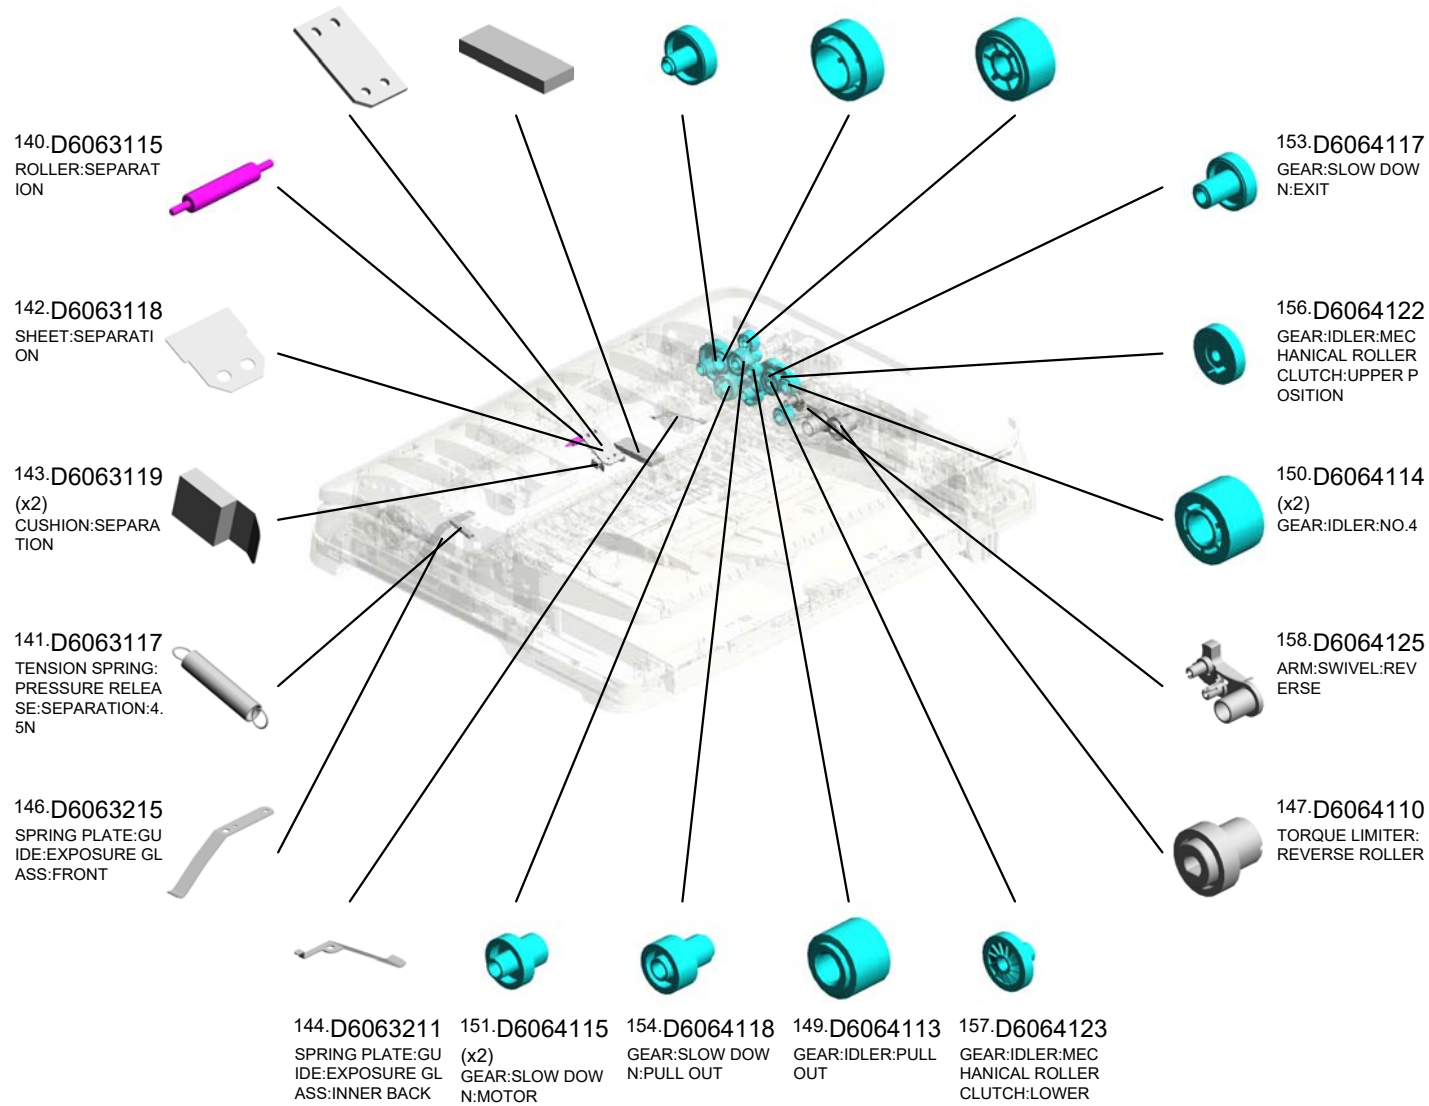 140.D6063115
ROLLER:SEPARAT
ION
153.D6064117
GEAR:SLOW DOW
N:EXIT
142.D6063118
SHEET:SEPARATI
ON
156.D6064122
GEAR:IDLER:MEC
HANICAL ROLLER
CLUTCH:UPPER P
OSITION
143.D6063119
(x2)
CUSHION:SEPARA
TION
150.D6064114
(x2)
GEAR:IDLER:NO.4
141.D6063117
TENSION SPRING:
PRESSURE RELEA
SE:SEPARATION:4.
5N
158.D6064125
ARM:SWIVEL:REV
ERSE
146.D6063215
SPRING PLATE:GU
IDE:EXPOSURE GL
ASS:FRONT
147.D6064110
TORQUE LIMITER:
REVERSE ROLLER
144.D6063211
SPRING PLATE:GU
IDE:EXPOSURE GL
ASS:INNER BACK
151.D6064115
(x2)
GEAR:SLOW DOW
N:MOTOR
154.D6064118
GEAR:SLOW DOW
N:PULL OUT
149.D6064113
GEAR:IDLER:PULL
OUT
157.D6064123
GEAR:IDLER:MEC
HANICAL ROLLER
CLUTCH:LOWER